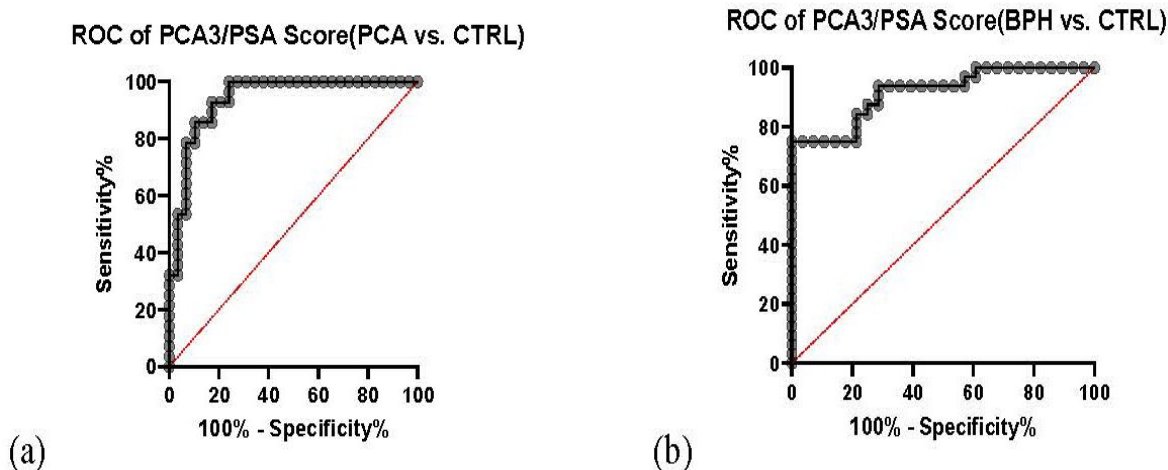 ROC of PCA3/PSA Score(PCA vs. CTRL)
Sensitivity%
100
80
60
40
20
0
0 20 40 60 80 100
100% - Specificity%
(a)
ROC of PCA3/PSA Score(BPH vs. CTRL)
Sensitivity%
100
80
60
40
20
0
0 20 40 60 80 100
100% - Specificity%
(b)